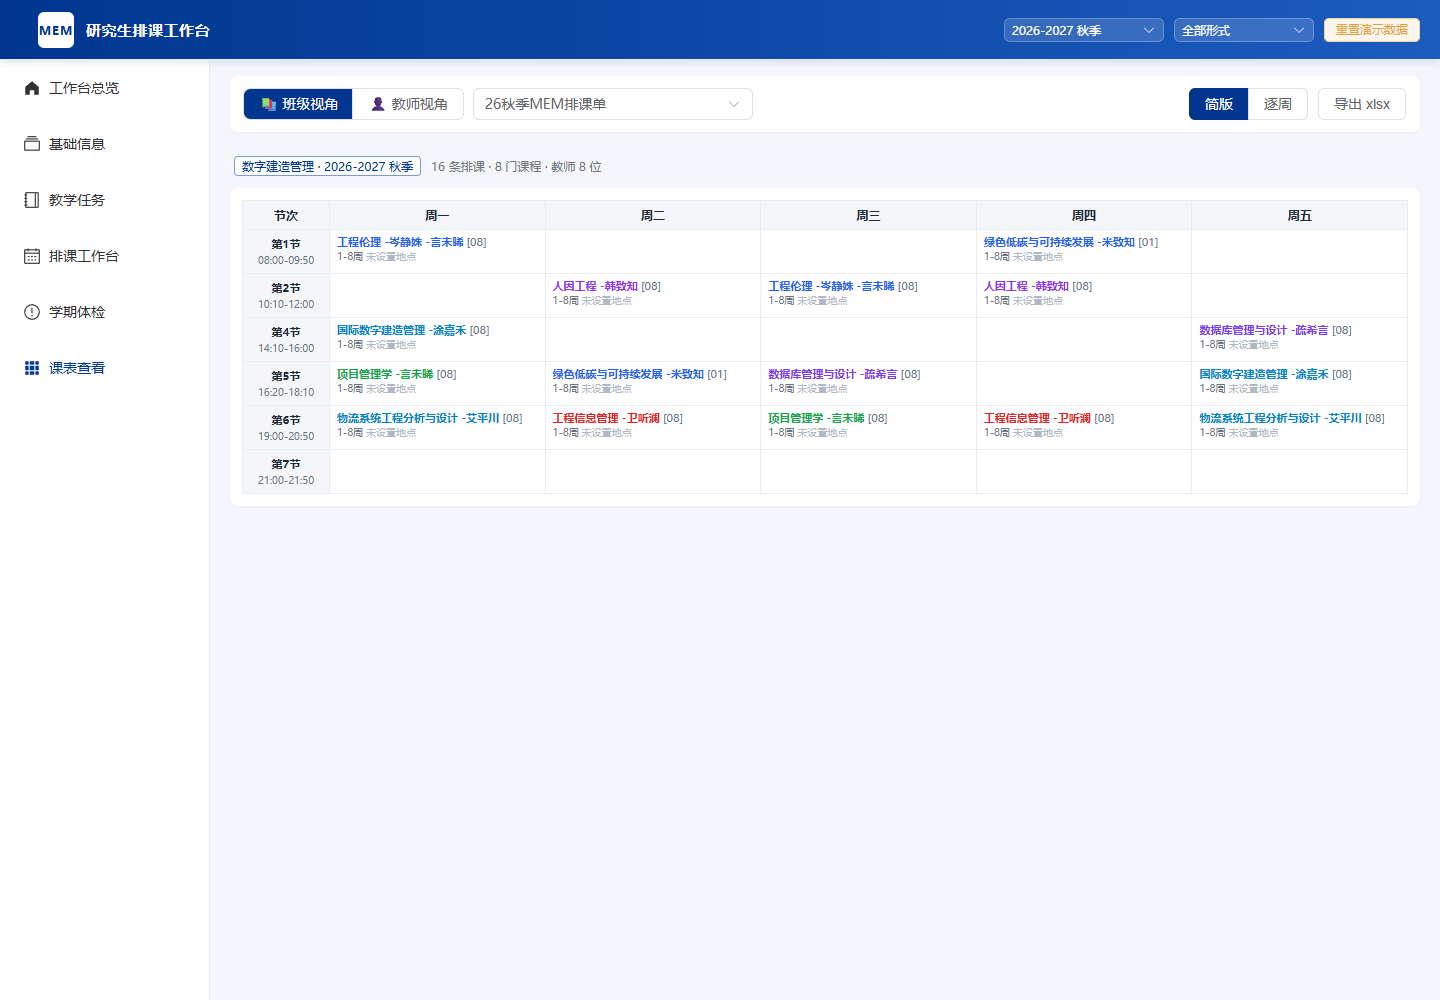 MEM 研究生排课工作台
2026-2027 秋季
全部形式
重置演示数据
工作台总览
基础信息
教学任务
排课工作台
学期体检
课表查看
班级视角
教师视角
26秋季MEM排课单
简版
逐周
导出 xlsx
数字建造管理 · 2026-2027 秋季
16 条排课 · 8 门课程 · 教师 8 位
节次 周一 周二 周三 周四 周五
第1节
08:00-09:50
工程伦理 -岑静姝 -言未晞 [08]
1-8周 未设置地点
绿色低碳与可持续发展 -米致知 [01]
1-8周 未设置地点
第2节
10:10-12:00
人因工程 -韩致知 [08]
1-8周 未设置地点
工程伦理 -岑静姝 -言未晞 [08]
1-8周 未设置地点
人因工程 -韩致知 [08]
1-8周 未设置地点
第4节
14:10-16:00
国际数字建造管理 -涂嘉禾 [08]
1-8周 未设置地点
数据库管理与设计 -疏希言 [08]
1-8周 未设置地点
第5节
16:20-18:10
项目管理学 -言未晞 [08]
1-8周 未设置地点
绿色低碳与可持续发展 -米致知 [01]
1-8周 未设置地点
数据库管理与设计 -疏希言 [08]
1-8周 未设置地点
国际数字建造管理 -涂嘉禾 [08]
1-8周 未设置地点
第6节
19:00-20:50
物流系统工程分析与设计 -艾平川 [08]
1-8周 未设置地点
工程信息管理 -卫听澜 [08]
1-8周 未设置地点
项目管理学 -言未晞 [08]
1-8周 未设置地点
工程信息管理 -卫听澜 [08]
1-8周 未设置地点
物流系统工程分析与设计 -艾平川 [08]
1-8周 未设置地点
第7节
21:00-21:50